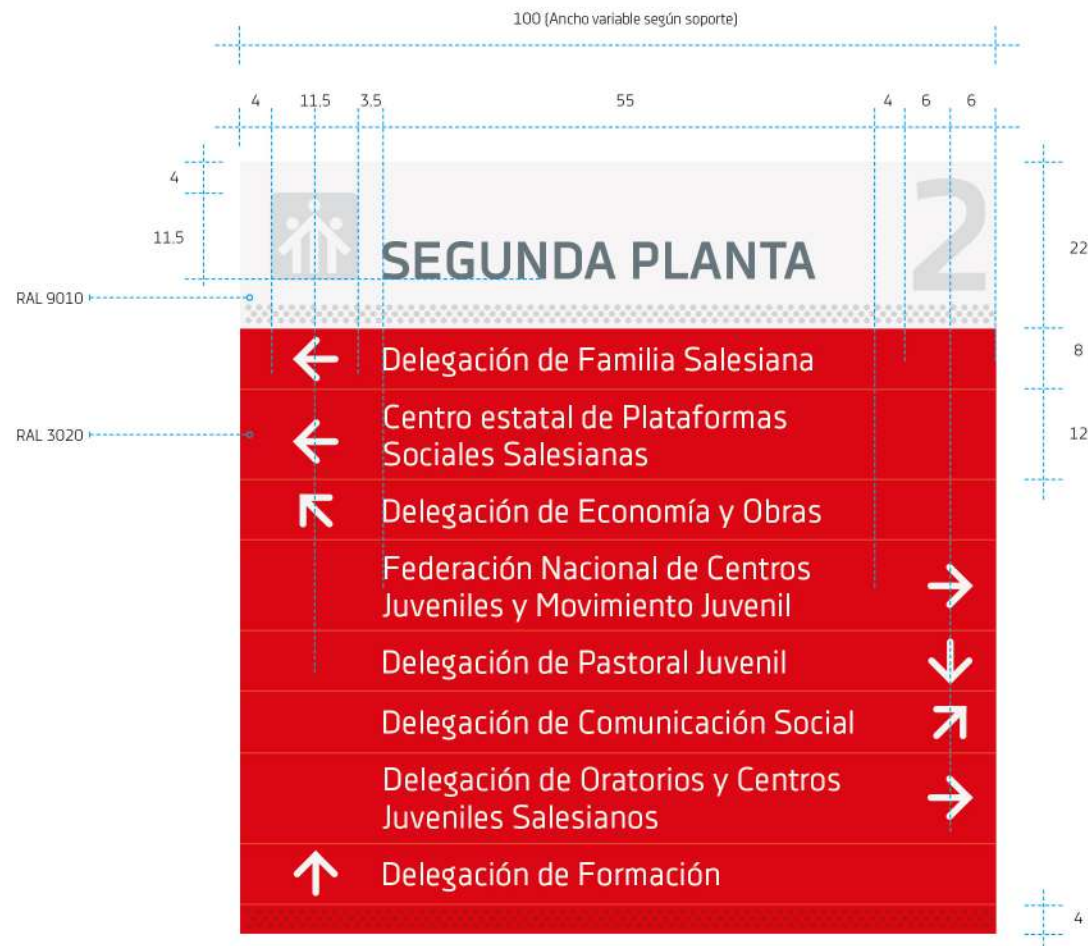 100 (Ancho variable según soporte)
4 11.5 3.5 55 4 6 6
4
11.5
22
2
SEGUNDA PLANTA
RAL 9010
8
Delegación de Familia Salesiana
12
RAL 3020
Centro estatal de Plataformas
Sociales Salesianas
Delegación de Economía y Obras
Federación Nacional de Centros
Juveniles y Movimiento Juvenil
Delegación de Pastoral Juvenil
Delegación de Comunicación Social
Delegación de Oratorios y Centros
Juveniles Salesianos
Delegación de Formación
4